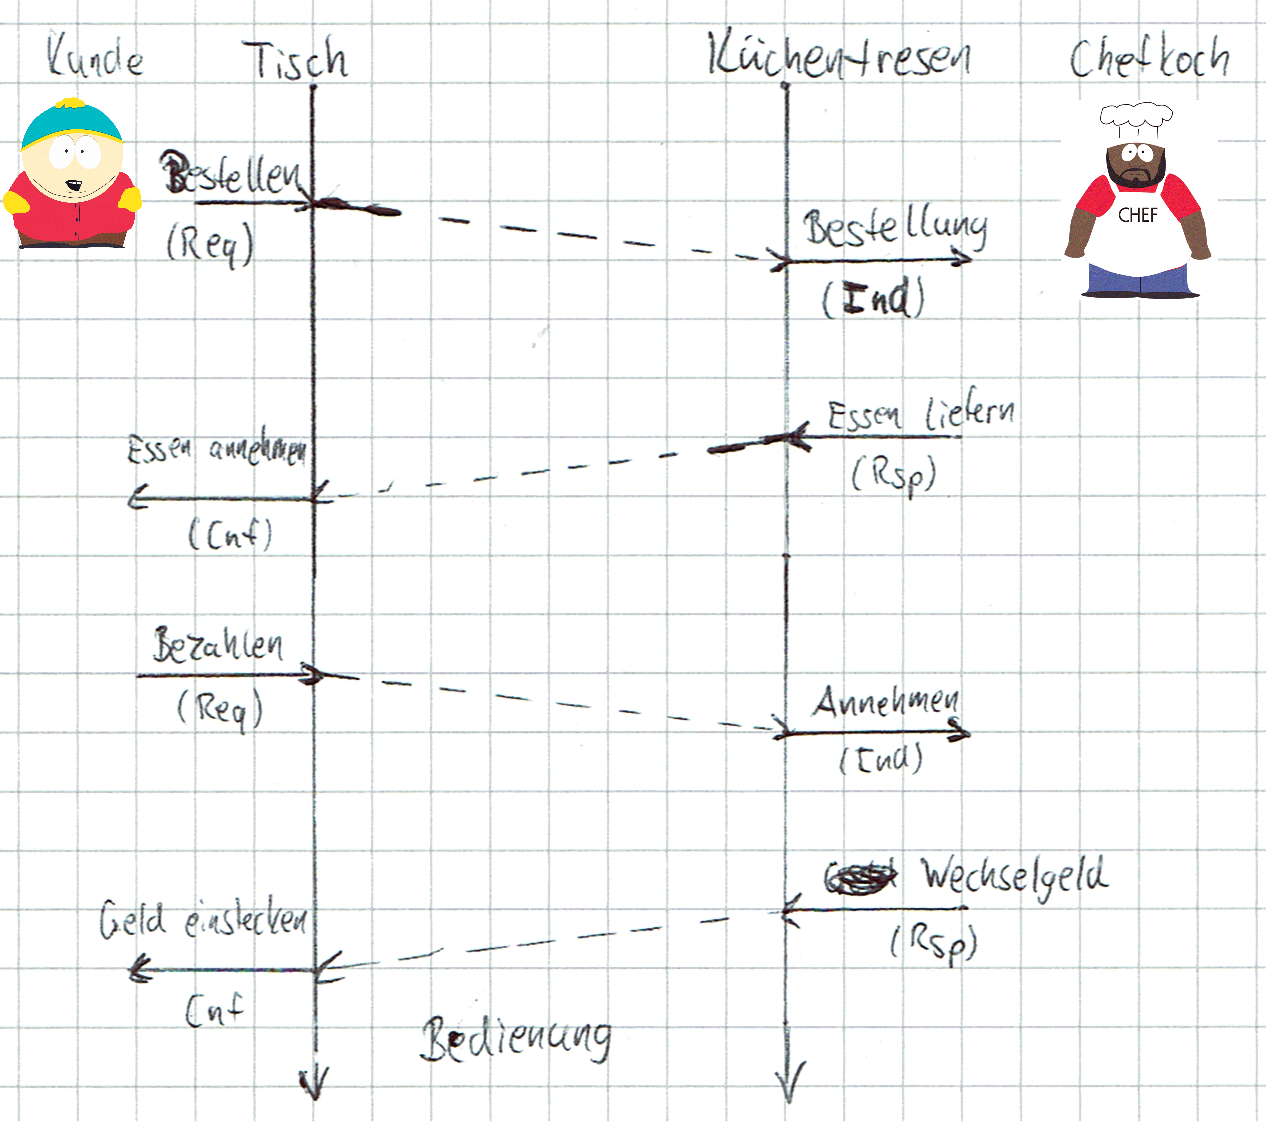 Kunde Tisch Küchentresen Chefkoch
CHEF
Bestellen
(Req)
Bestellung
(Ind)
Essen liefern
(Rsp)
Essen annehmen
(Cnf)
Bezahlen
(Req)
Annehmen
(Ind)
Wechselgeld
(Rsp)
Geld einstecken
Cnf
Bedienung